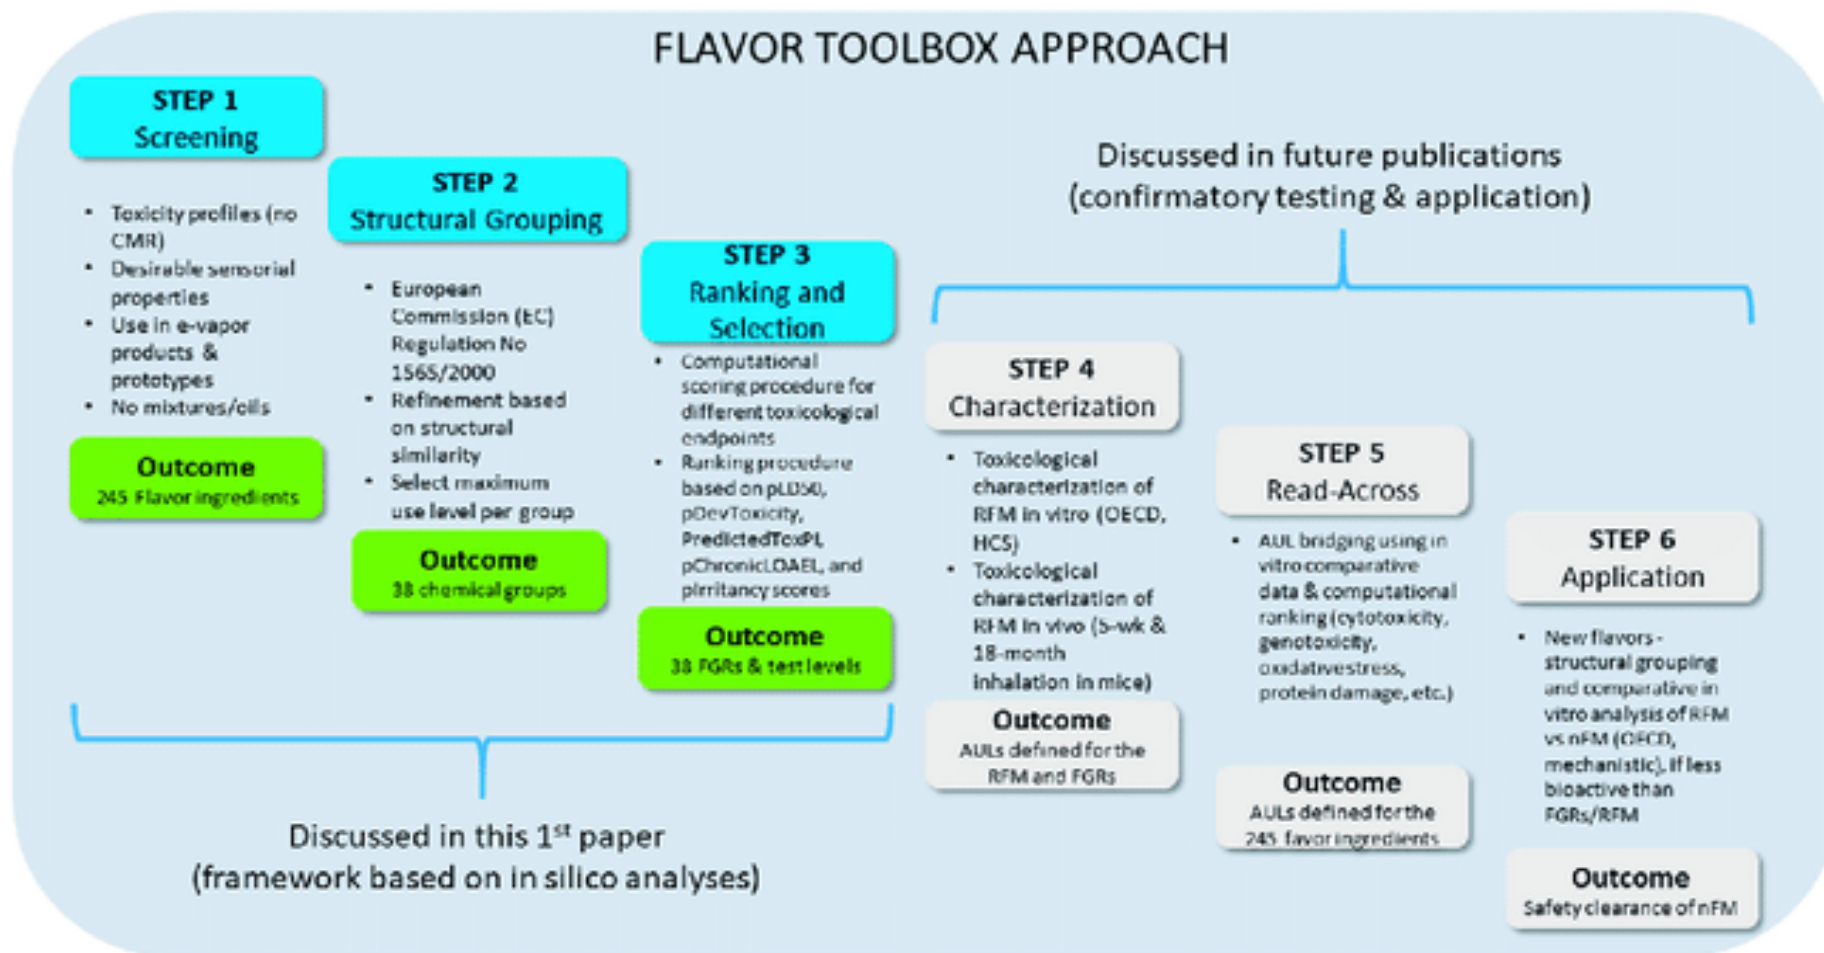 FLAVOR TOOLBOX APPROACH
STEP 1
Screening
• Toxicity profiles (no
CMR)
• Desirable sensorial
properties
• Use in e-vapor
products &
prototypes
• No mixtures/oils
Outcome
245 Flavor ingredients
STEP 2
Structural Grouping
• European
Commission (EC)
Regulation No
1565/2000
• Refinement based
on structural
similarity
• Select maximum
use level per group
Outcome
38 chemical groups
STEP 3
Ranking and
Selection
• Computational
scoring procedure for
different toxicological
endpoints
• Ranking procedure
based on pLD50,
pDevToxicity,
PredictedToxPi,
pChronicLOAEL, and
pIrritancy scores
Outcome
38 FGRs & test levels
Discussed in this 1st paper
(framework based on in silico analyses)
Discussed in future publications
(confirmatory testing & application)
STEP 4
Characterization
• Toxicological
characterization of
RFM in vitro (OECD,
HCS)
• Toxicological
characterization of
RFM in vivo (5-wk &
18-month
inhalation in mice)
Outcome
AULs defined for the
RFM and FGRs
STEP 5
Read-Across
• AUL bridging using in
vitro comparative
data & computational
ranking (cytotoxicity,
genotoxicity,
oxidative stress,
protein damage, etc.)
Outcome
AULs defined for the
245 favor ingredients
STEP 6
Application
• New flavors -
structural grouping
and comparative in
vitro analysis of RFM
vs nFM (OECD,
mechanistic), if less
bioactive than
FGRs/RFM
Outcome
Safety clearance of nFM